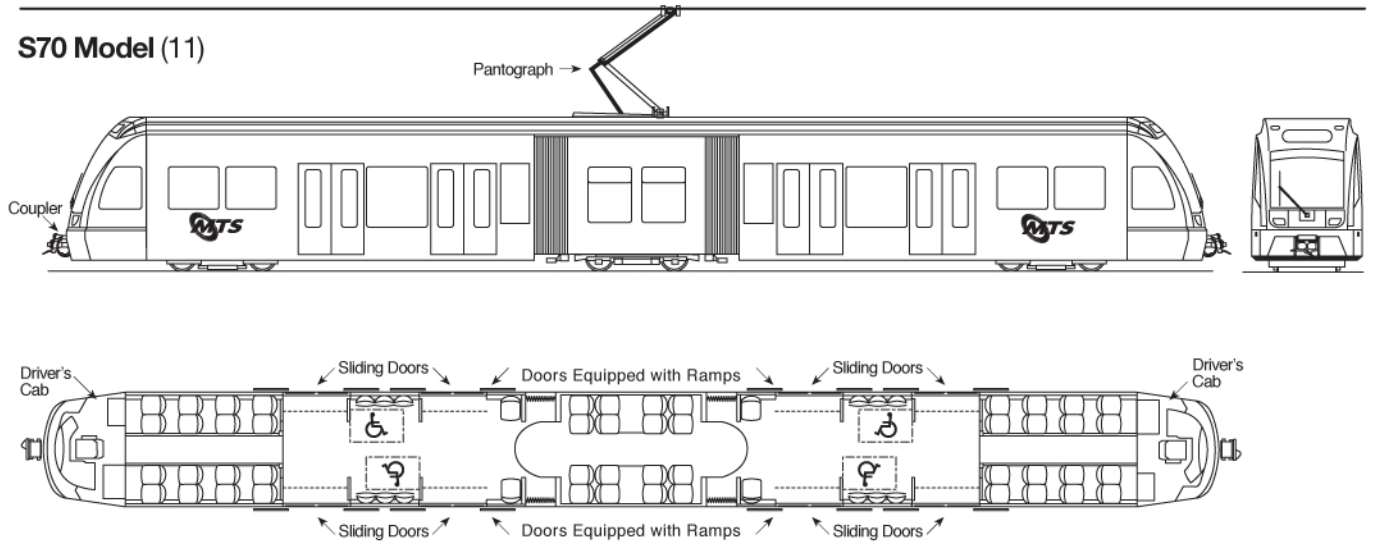 S70 Model (11)
Pantograph
Coupler
MTS
MTS
Driver's
Cab
Sliding Doors
Doors Equipped with Ramps
Sliding Doors
Driver's
Cab
Sliding Doors
Doors Equipped with Ramps
Sliding Doors